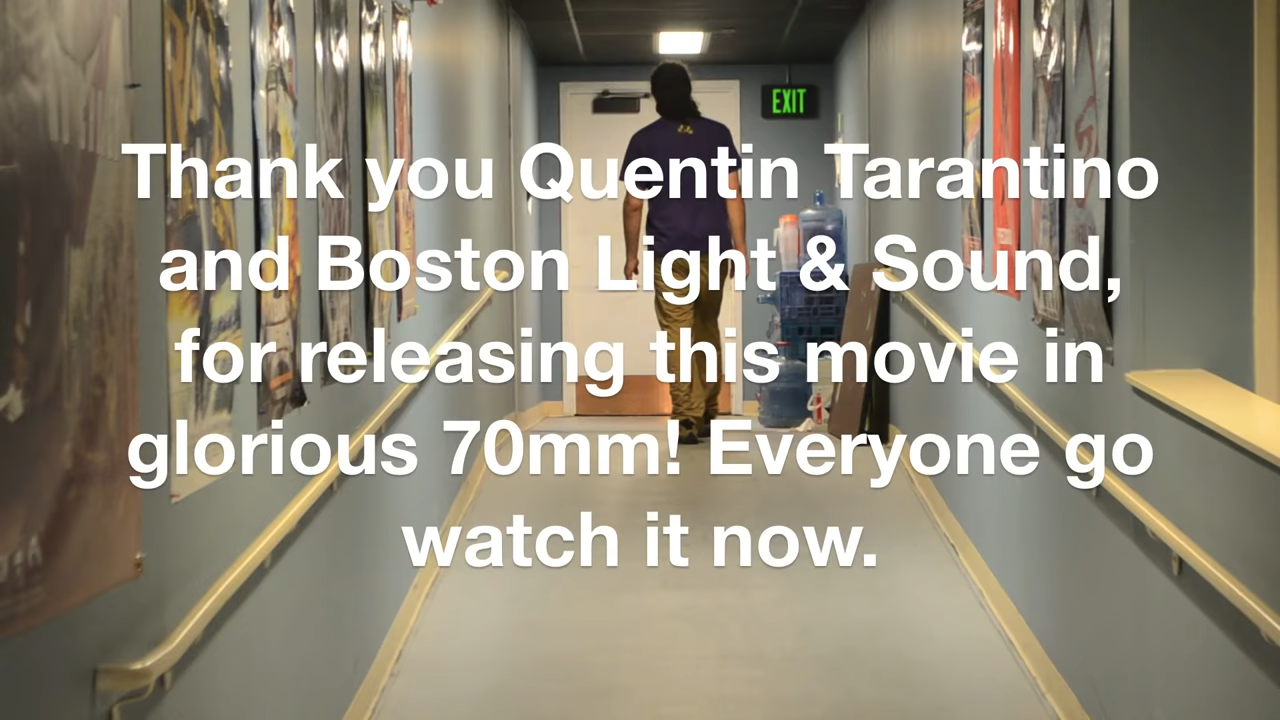 EXIT
Thank you Quentin Tarantino
and Boston Light & Sound,
for releasing this movie in
glorious 70mm! Everyone go
watch it now.